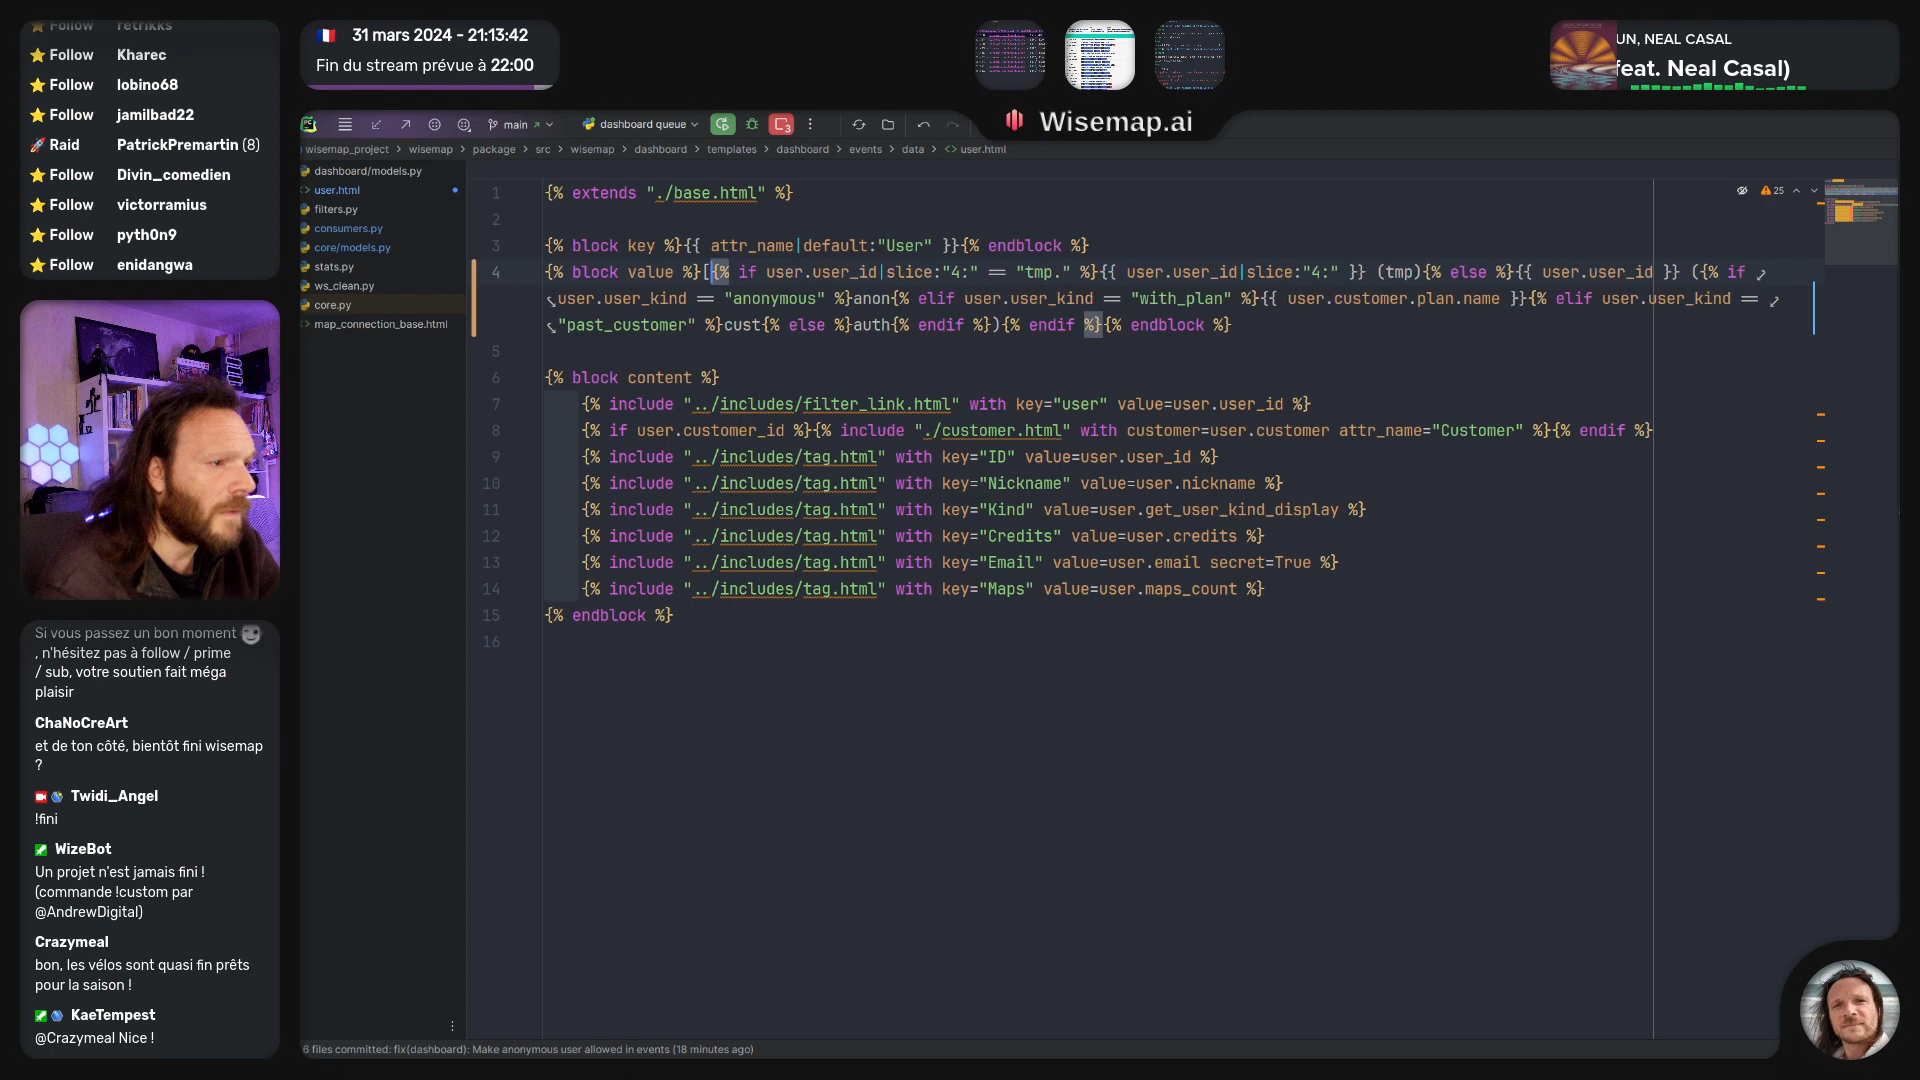 ⭐ Follow retrikks
⭐ Follow Kharec
⭐ Follow lobino68
⭐ Follow jamilbad22
🚀 Raid PatrickPremartin (8)
⭐ Follow Divin_comedien
⭐ Follow victorramius
⭐ Follow pyth0n9
⭐ Follow enidangwa
31 mars 2024 - 21:13:42
Fin du stream prévue à 22:00
UN, NEAL CASAL
feat. Neal Casal)
Wisemap.ai
main
dashboard queue
3
wisemap_project > wisemap > package > src > wisemap > dashboard > templates > dashboard > events > data > <> user.html
dashboard/models.py
user.html
filters.py
consumers.py
core/models.py
stats.py
ws_clean.py
core.py
map_connection_base.html
25
1 {% extends "./base.html" %}
2
3 {% block key %}{{ attr_name|default:"User" }}{% endblock %}
4 {% block value %}[{% if user.user_id|slice:"4:" == "tmp." %}{{ user.user_id|slice:"4:" }} (tmp){% else %}{{ user.user_id }} ({% if
user.user_kind == "anonymous" %}anon{% elif user.user_kind == "with_plan" %}{{ user.customer.plan.name }}{% elif user.user_kind ==
"past_customer" %}cust{% else %}auth{% endif %}){% endif %}{% endblock %}
5
6 {% block content %}
7 {% include "../includes/filter_link.html" with key="user" value=user.user_id %}
8 {% if user.customer_id %}{% include "./customer.html" with customer=user.customer attr_name="Customer" %}{% endif %}
9 {% include "../includes/tag.html" with key="ID" value=user.user_id %}
10 {% include "../includes/tag.html" with key="Nickname" value=user.nickname %}
11 {% include "../includes/tag.html" with key="Kind" value=user.get_user_kind_display %}
12 {% include "../includes/tag.html" with key="Credits" value=user.credits %}
13 {% include "../includes/tag.html" with key="Email" value=user.email secret=True %}
14 {% include "../includes/tag.html" with key="Maps" value=user.maps_count %}
15 {% endblock %}
16
Si vous passez un bon moment
, n'hésitez pas à follow / prime
/ sub, votre soutien fait méga
plaisir
ChaNoCreArt
et de ton côté, bientôt fini wisemap
?
Twidi_Angel
!fini
WizeBot
Un projet n'est jamais fini !
(commande !custom par
@AndrewDigital)
Crazymeal
bon, les vélos sont quasi fin prêts
pour la saison !
KaeTempest
@Crazymeal Nice !
6 files committed: fix(dashboard): Make anonymous user allowed in events (18 minutes ago)